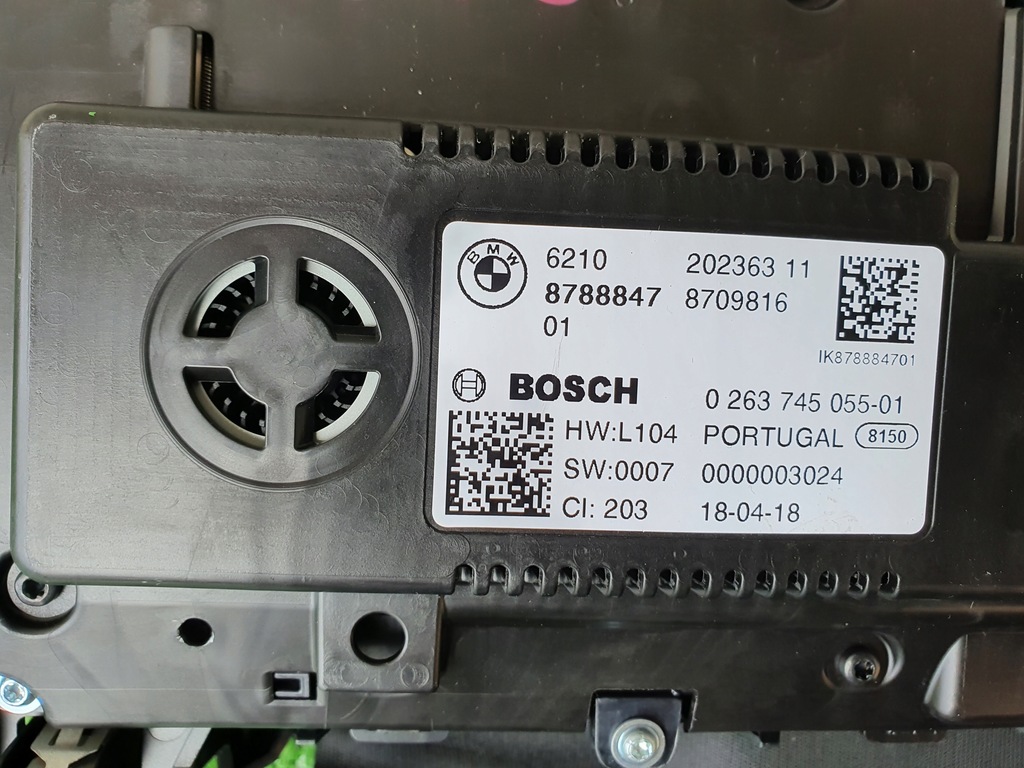 BMW
6210 202363 11
8788847 8709816
01
IK878884701
BOSCH 0 263 745 055-01
HW:L104 PORTUGAL 8150
SW:0007 0000003024
CI: 203 18-04-18